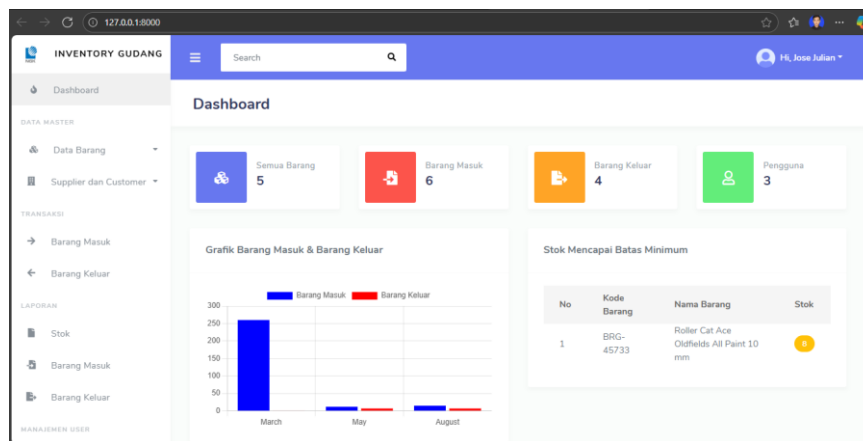 127.0.0.1:8000
INVENTORY GUDANG
Search
Hi, Jose Julian
Dashboard
Dashboard
DATA MASTER
Data Barang
Supplier dan Customer
TRANSAKSI
Barang Masuk
Barang Keluar
LAPORAN
Stok
Barang Masuk
Barang Keluar
MANAJEMEN USER
Semua Barang
5
Barang Masuk
6
Barang Keluar
4
Pengguna
3
Grafik Barang Masuk & Barang Keluar
Barang Masuk Barang Keluar
300
250
200
150
100
50
0
March May August
Stok Mencapai Batas Minimum
No Kode Barang Nama Barang Stok
1 BRG-45733 Roller Cat Ace Oldfields All Paint 10 mm